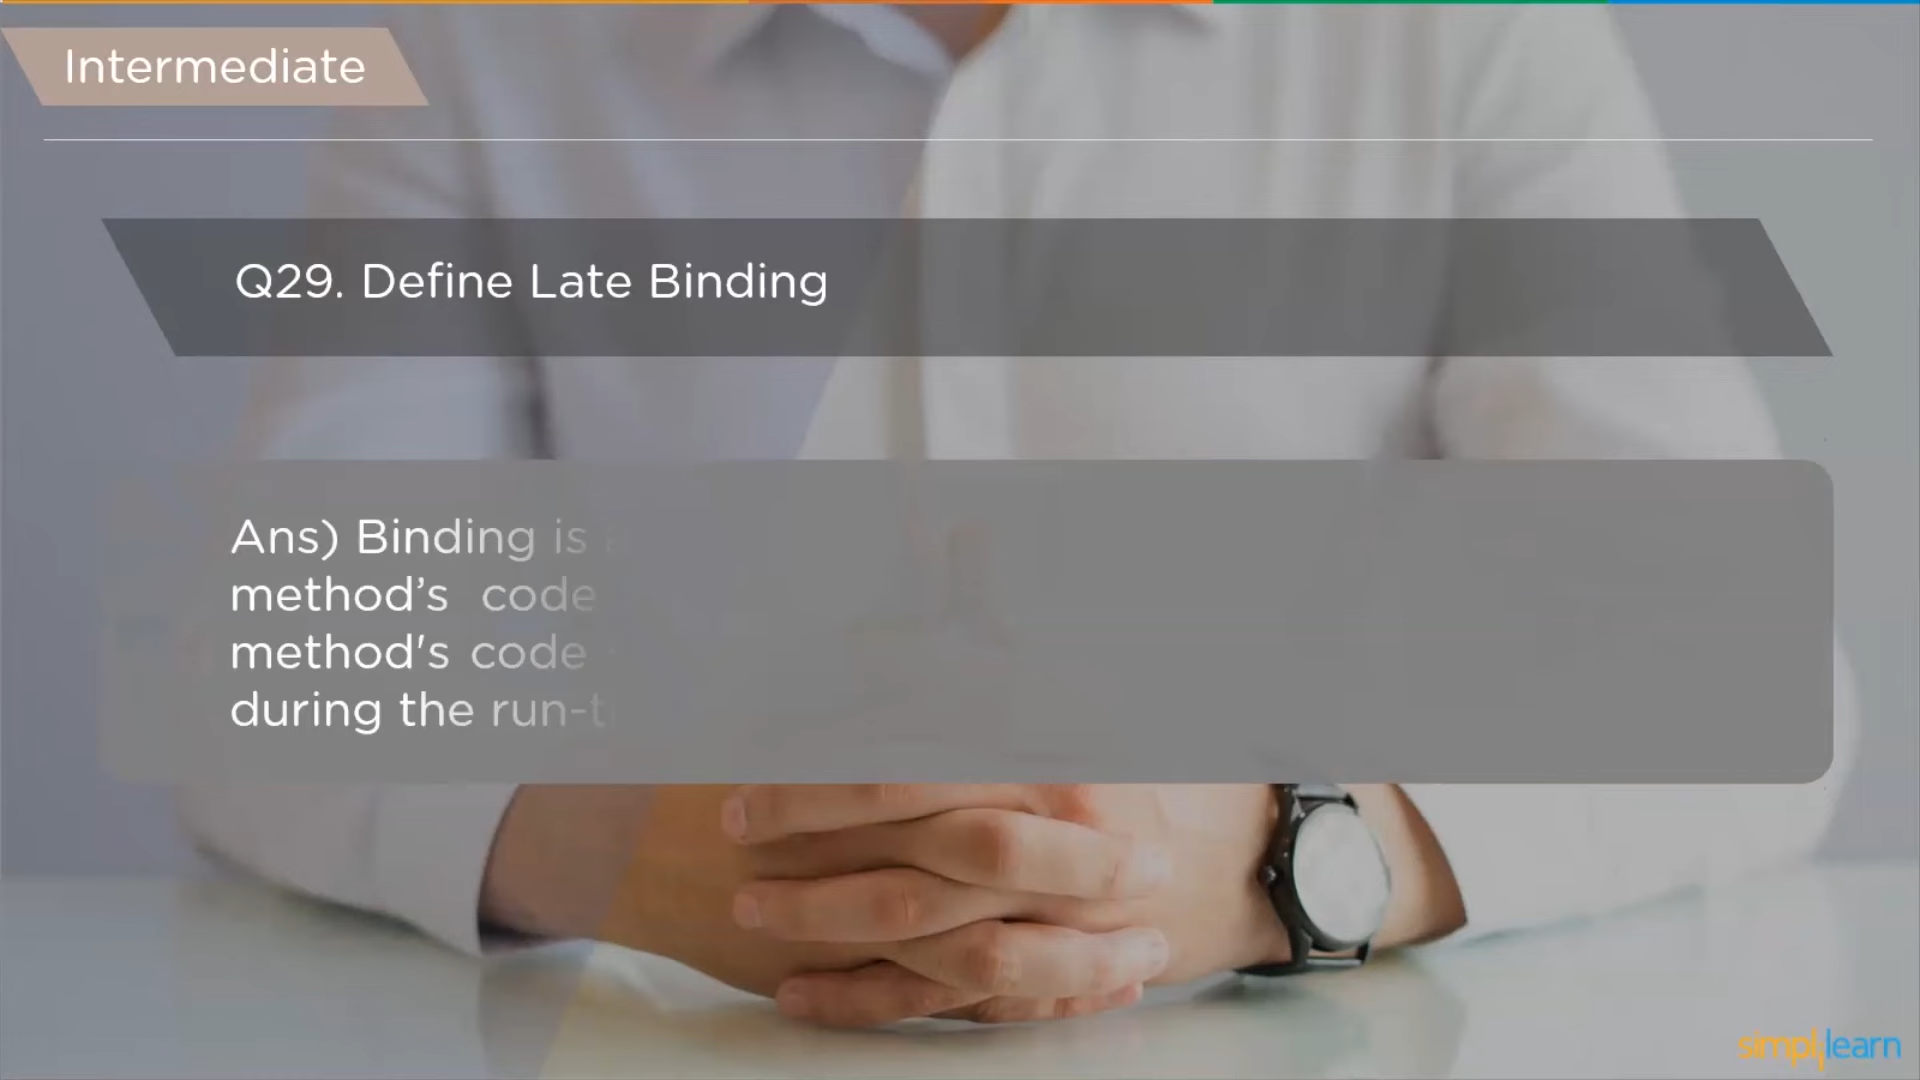 Intermediate
Q29. Define Late Binding
Ans) Binding is
method’s  code
method's code
during the run-t
simplilearn